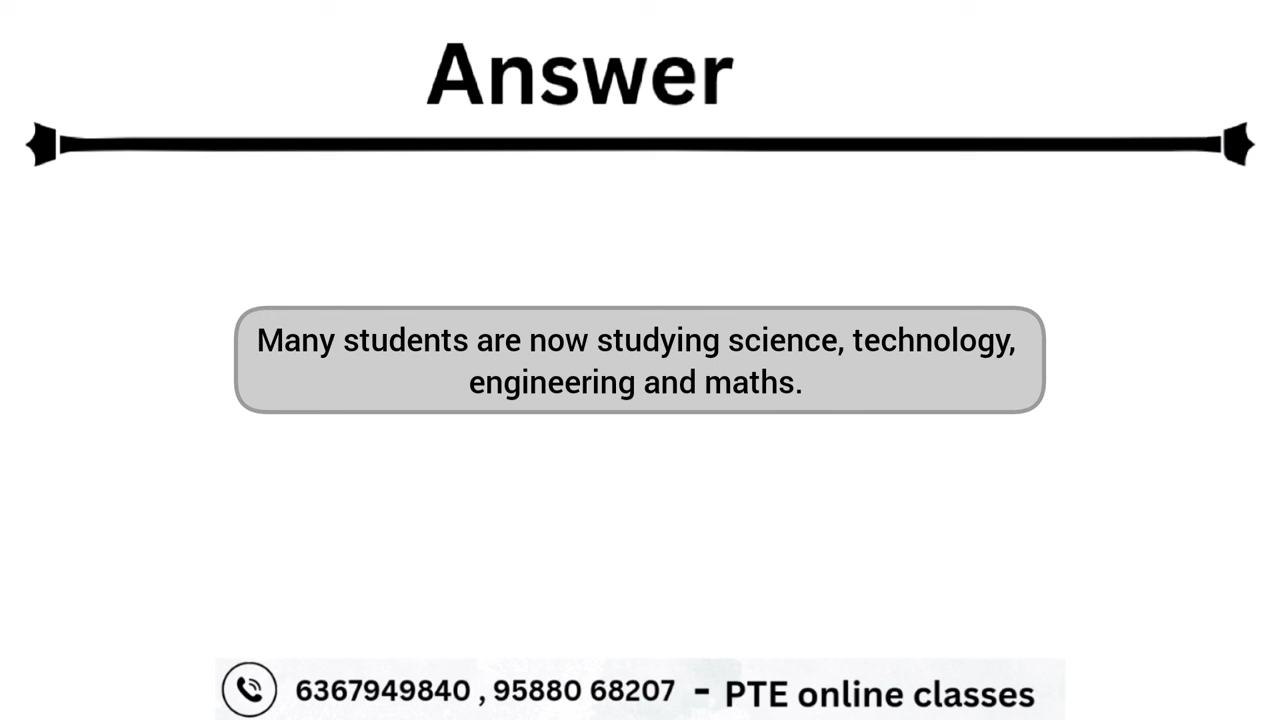 Answer
Many students are now studying science, technology,
engineering and maths.
6367949840 , 95880 68207 - PTE online classes